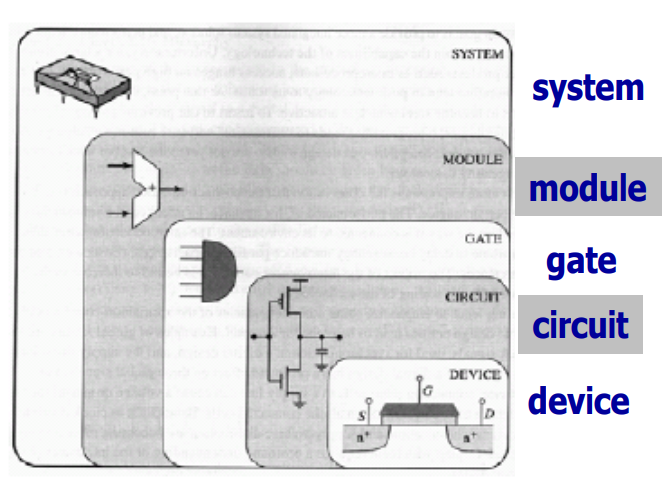 SYSTEM
system
MODULE
module
+
GATE
gate
CIRCUIT
circuit
DEVICE
device
G
S
D
n+
n+